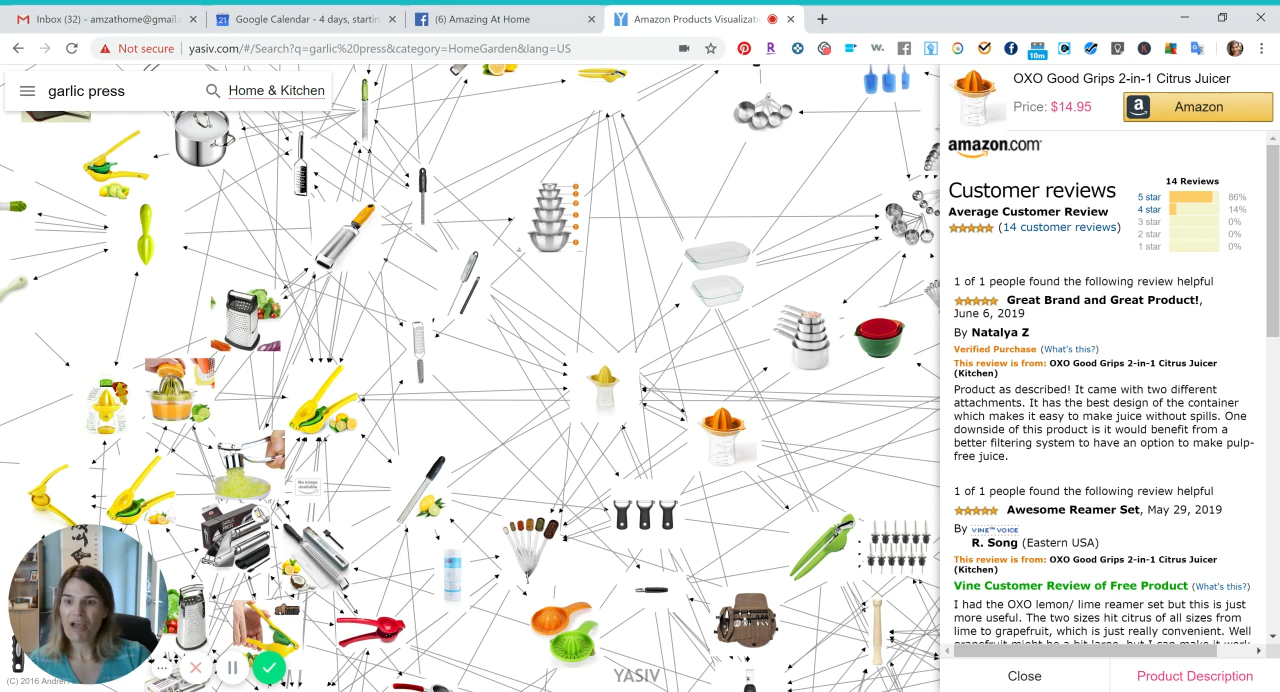 Inbox (32) - amzathome@gmail.
Google Calendar - 4 days, startin
(6) Amazing At Home
Amazon Products Visualizati
Not secure
yasiv.com/#/Search?q=garlic%20press&category=HomeGarden&lang=US
10m
garlic press
Home & Kitchen
OXO Good Grips 2-in-1 Citrus Juicer
Price: $14.95
Amazon
amazon.com
Customer reviews
Average Customer Review
(14 customer reviews)
14 Reviews
5 star 86%
4 star 14%
3 star 0%
2 star 0%
1 star 0%
1 of 1 people found the following review helpful
Great Brand and Great Product!,
June 6, 2019
By Natalya Z
Verified Purchase (What's this?)
This review is from: OXO Good Grips 2-in-1 Citrus Juicer
(Kitchen)
Product as described! It came with two different
attachments. It has the best design of the container
which makes it easy to make juice without spills. One
downside of this product is it would benefit from a
better filtering system to have an option to make pulp-
free juice.
1 of 1 people found the following review helpful
Awesome Reamer Set, May 29, 2019
By VINE™ VOICE
R. Song (Eastern USA)
This review is from: OXO Good Grips 2-in-1 Citrus Juicer
(Kitchen)
Vine Customer Review of Free Product (What's this?)
I had the OXO lemon/ lime reamer set but this is just
more useful. The two sizes hit citrus of all sizes from
lime to grapefruit, which is just really convenient. Well
Close
Product Description
No image
available
YASIV
(C) 2016 Andrei